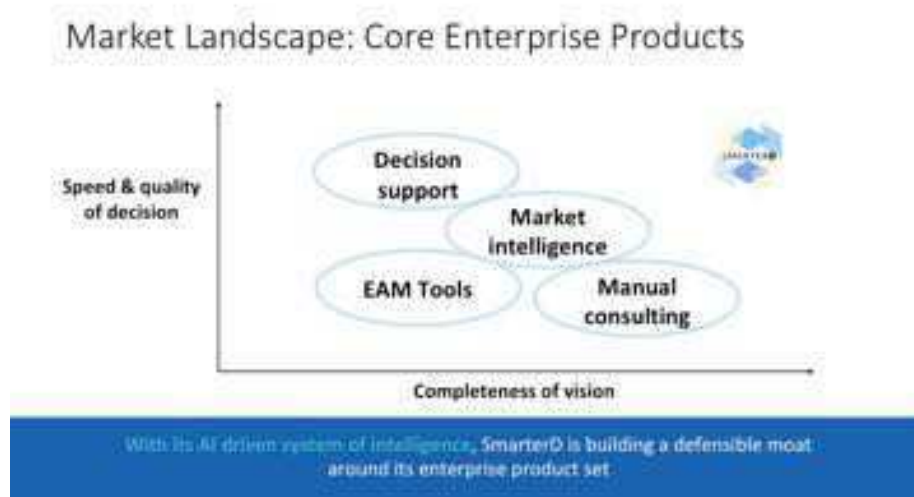 Market Landscape: Core Enterprise Products
Speed & quality
of decision
Decision
support
Market
intelligence
EAM Tools
Manual
consulting
SMARTERD
Completeness of vision
With its AI driven system of intelligence, SmarterD is building a defensible moat
around its enterprise product set